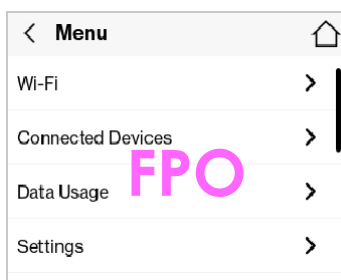 Menu
Wi-Fi
Connected Devices
FPO
Data Usage
Settings